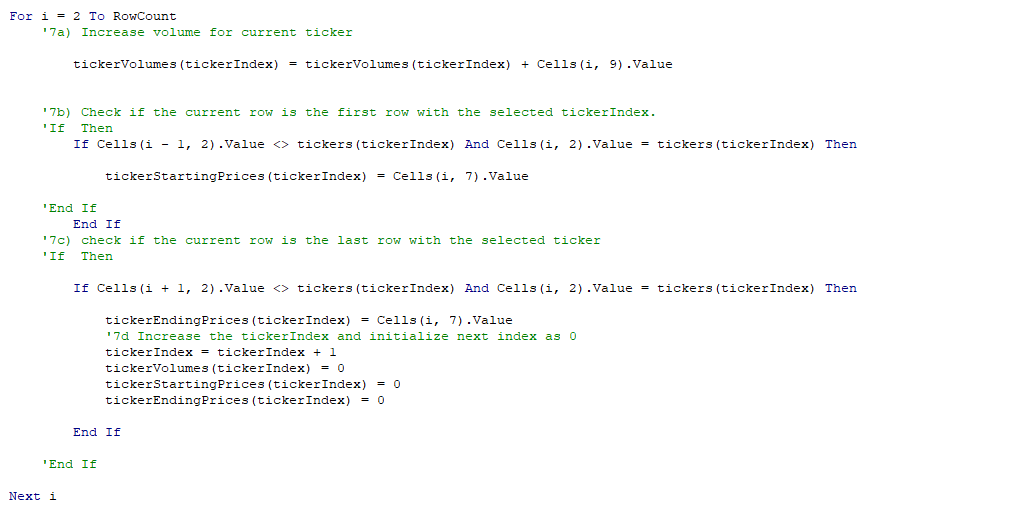 For i = 2 To RowCount
'7a) Increase volume for current ticker
tickerVolumes(tickerIndex) = tickerVolumes(tickerIndex) + Cells(i, 9).Value
'7b) Check if the current row is the first row with the selected tickerIndex.
'If  Then
If Cells(i - 1, 2).Value <> tickers(tickerIndex) And Cells(i, 2).Value = tickers(tickerIndex) Then
tickerStartingPrices(tickerIndex) = Cells(i, 7).Value
'End If
End If
'7c) check if the current row is the last row with the selected ticker
'If  Then
If Cells(i + 1, 2).Value <> tickers(tickerIndex) And Cells(i, 2).Value = tickers(tickerIndex) Then
tickerEndingPrices(tickerIndex) = Cells(i, 7).Value
'7d Increase the tickerIndex and initialize next index as 0
tickerIndex = tickerIndex + 1
tickerVolumes(tickerIndex) = 0
tickerStartingPrices(tickerIndex) = 0
tickerEndingPrices(tickerIndex) = 0
End If
'End If
Next i